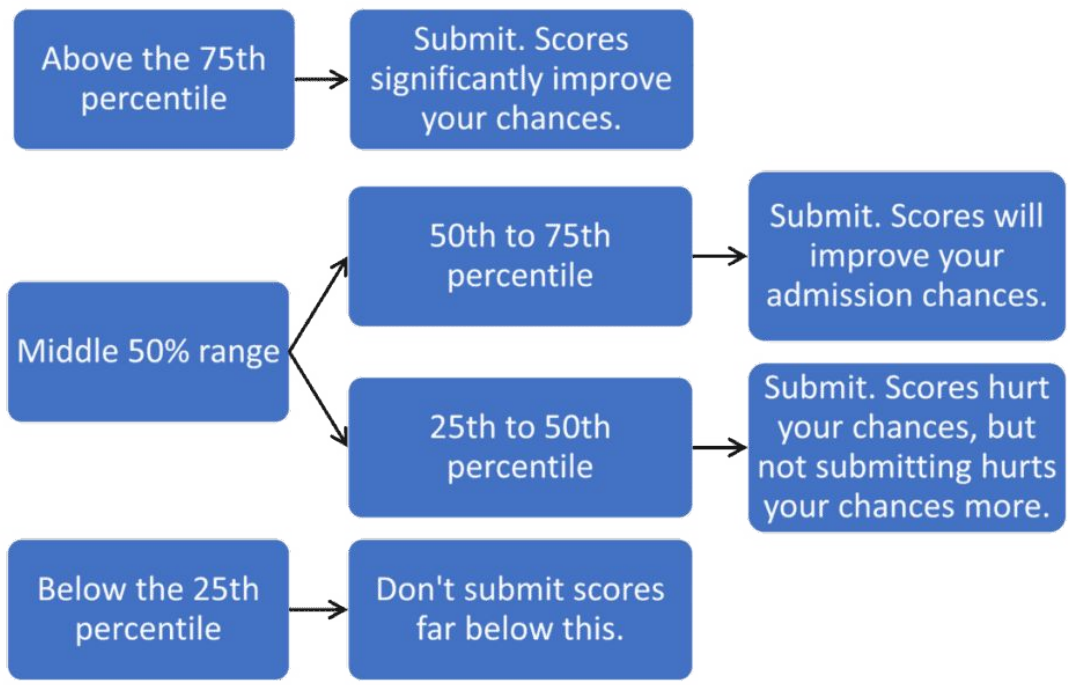 Above the 75th
percentile
Submit. Scores
significantly improve
your chances.
Middle 50% range
50th to 75th
percentile
Submit. Scores will
improve your
admission chances.
25th to 50th
percentile
Submit. Scores hurt
your chances, but
not submitting hurts
your chances more.
Below the 25th
percentile
Don't submit scores
far below this.